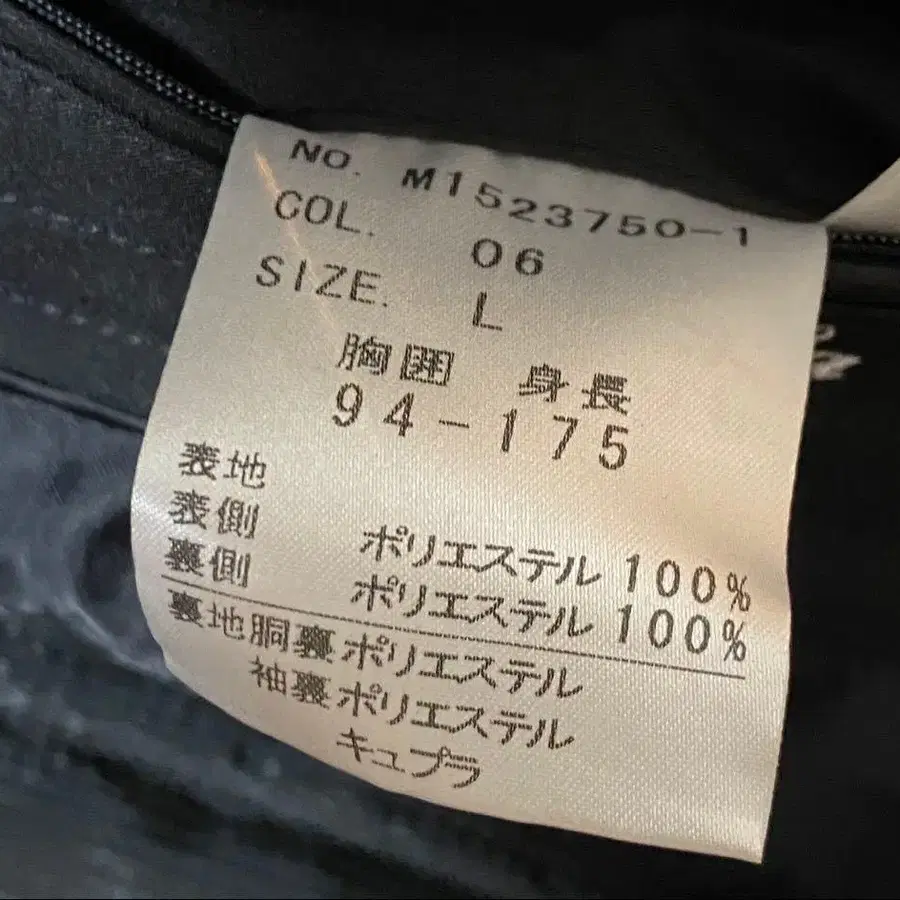 NO. M1523750-1
COL. 06
SIZE. L
胸囲 身長
94-175
表地
表側 ポリエステル 100%
裏側 ポリエステル 100%
裏地胴裏ポリエステル
袖裏ポリエステル
キュプラ